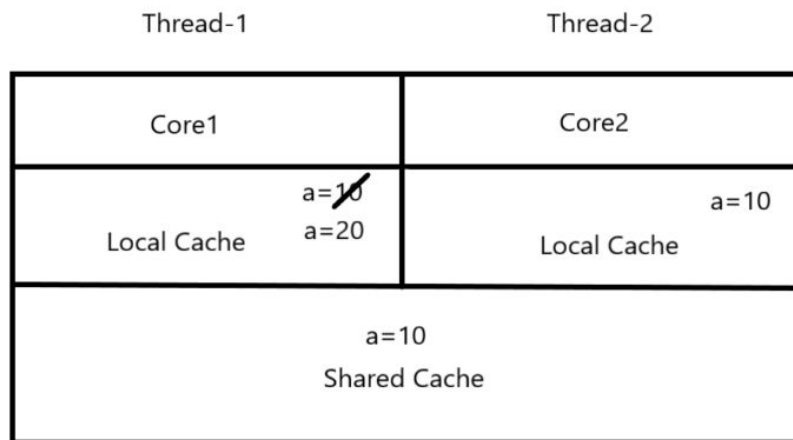 Thread-1
Thread-2
Core1
Core2
a=10
a=20
Local Cache
a=10
Local Cache
a=10
Shared Cache